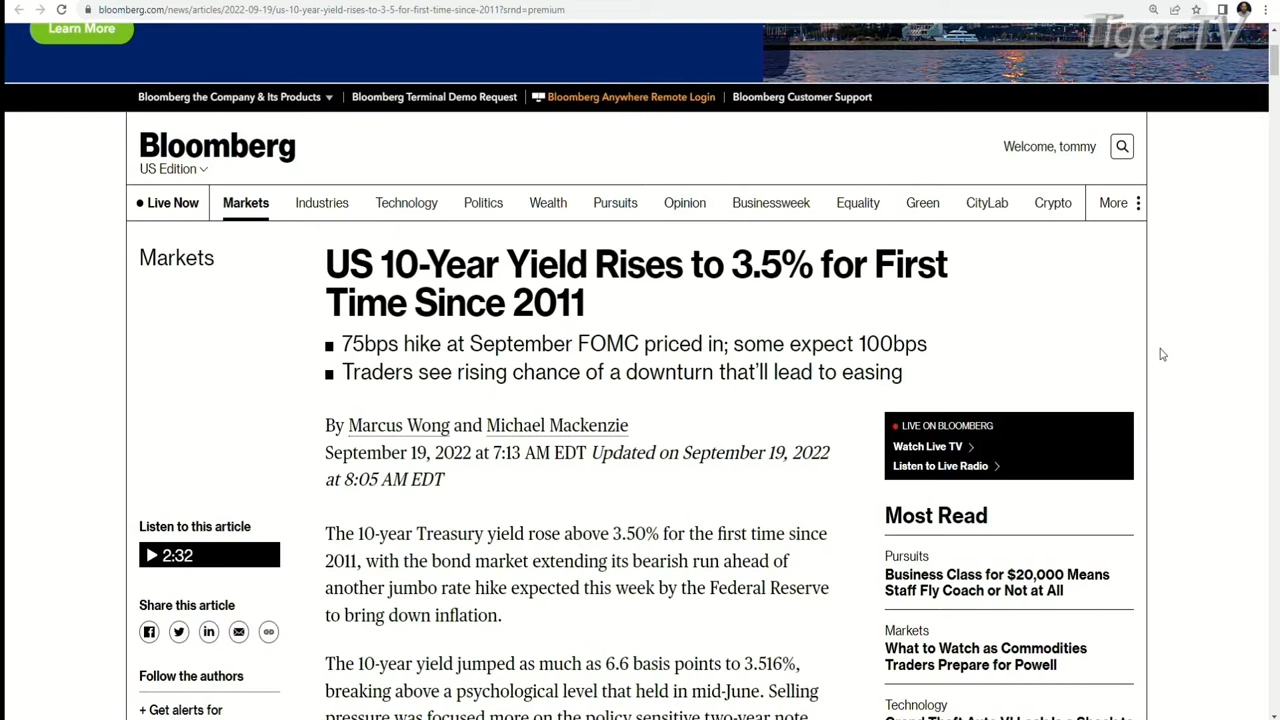 bloomberg.com/news/articles/2022-09-19/us-10-year-yield-rises-to-3-5-for-first-time-since-2011?srnd=premium
Learn More
Tiger-TV
Bloomberg the Company & Its Products
Bloomberg Terminal Demo Request
Bloomberg Anywhere Remote Login
Bloomberg Customer Support
Bloomberg
US Edition
Welcome, tommy
Live Now
Markets
Industries
Technology
Politics
Wealth
Pursuits
Opinion
Businessweek
Equality
Green
CityLab
Crypto
More
Markets
US 10-Year Yield Rises to 3.5% for First
Time Since 2011
75bps hike at September FOMC priced in; some expect 100bps
Traders see rising chance of a downturn that'll lead to easing
By Marcus Wong and Michael Mackenzie
September 19, 2022 at 7:13 AM EDT Updated on September 19, 2022
at 8:05 AM EDT
Listen to this article
2:32
Share this article
Follow the authors
+ Get alerts for
The 10-year Treasury yield rose above 3.50% for the first time since
2011, with the bond market extending its bearish run ahead of
another jumbo rate hike expected this week by the Federal Reserve
to bring down inflation.
The 10-year yield jumped as much as 6.6 basis points to 3.516%,
breaking above a psychological level that held in mid-June. Selling
pressure was focused more on the policy sensitive two-year note
LIVE ON BLOOMBERG
Watch Live TV
Listen to Live Radio
Most Read
Pursuits
Business Class for $20,000 Means
Staff Fly Coach or Not at All
Markets
What to Watch as Commodities
Traders Prepare for Powell
Technology
Grand Theft Auto VI Leak Is a Shock to